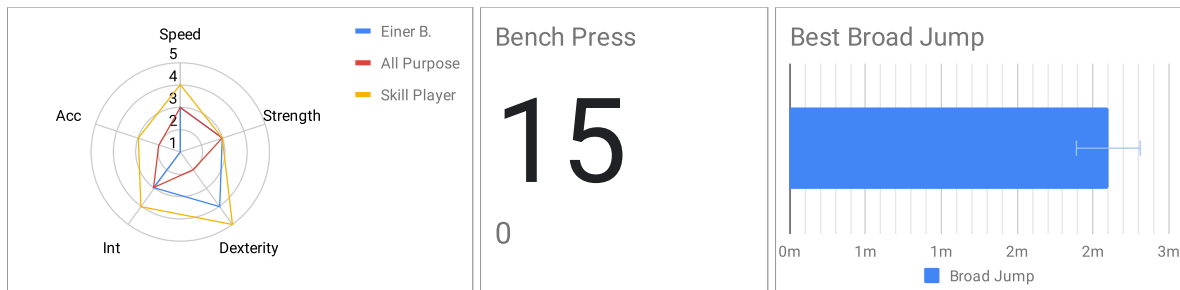 Speed
5
4
3
2
1
Acc
Strength
Int
Dexterity
Einer B.
All Purpose
Skill Player
Bench Press
15
0
Best Broad Jump
0m 1m 1m 2m 2m 3m
Broad Jump